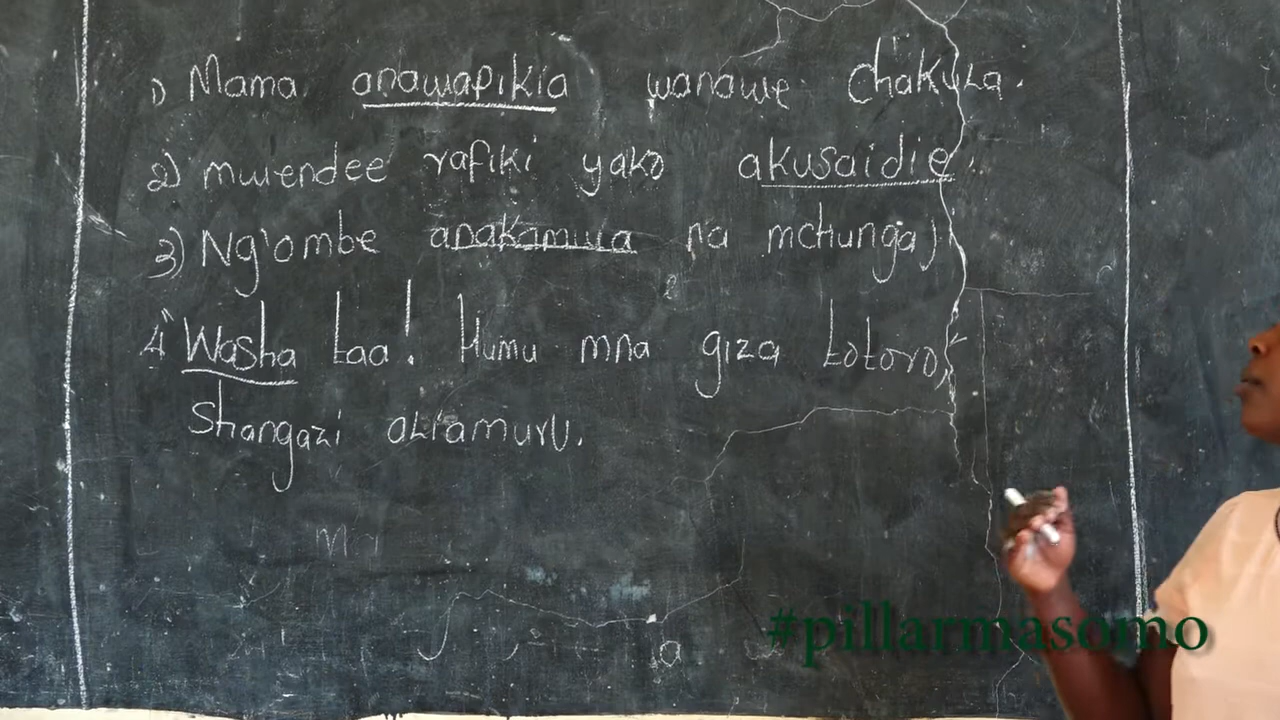 1) Mama anawapikia wanawe chakula.
2) mwendee rafiki yako akusaidie.
3) Ng'ombe anakamuwa na mchungaji
4) Washa taa! Humu mna giza totoro,
Shangazi aliamuru.
#pillarmasomo